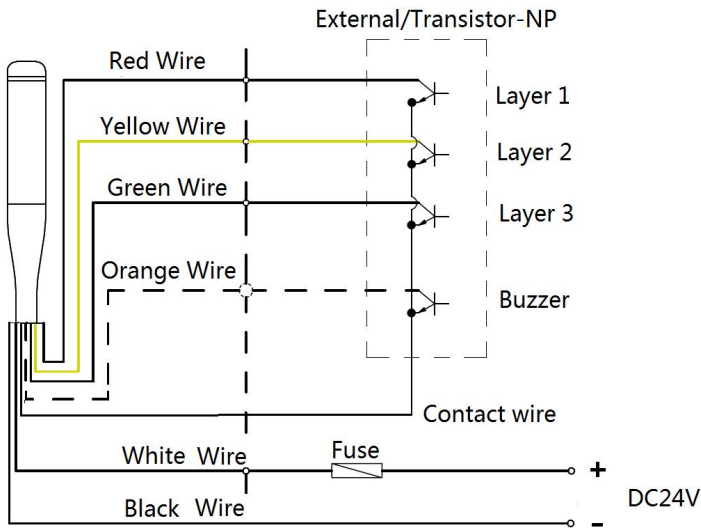 External/Transistor-NP
Red Wire
Layer 1
Yellow Wire
Layer 2
Green Wire
Layer 3
Orange Wire
Buzzer
Contact wire
White Wire
Fuse
+
DC24V
Black Wire
-